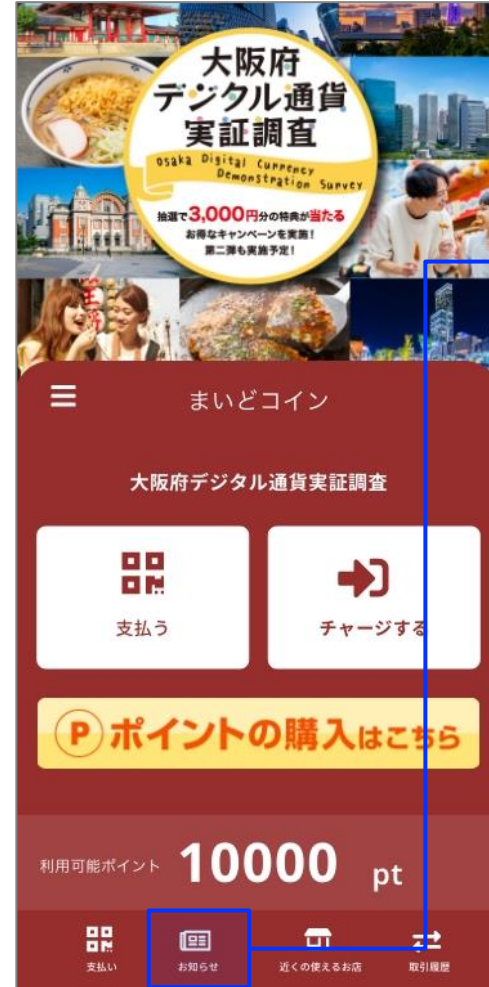 大阪府
デジタル通貨
実証調査
Osaka Digital Currency
Demonstration Survey
抽選で3,000円分の特典が当たる
お得なキャンペーンを実施!
第二弾も実施予定!
まいどコイン
大阪府デジタル通貨実証調査
支払う
チャージする
Pポイントの購入はこちら
利用可能ポイント 10000 pt
支払い
お知らせ
近くの使えるお店
取引履歴